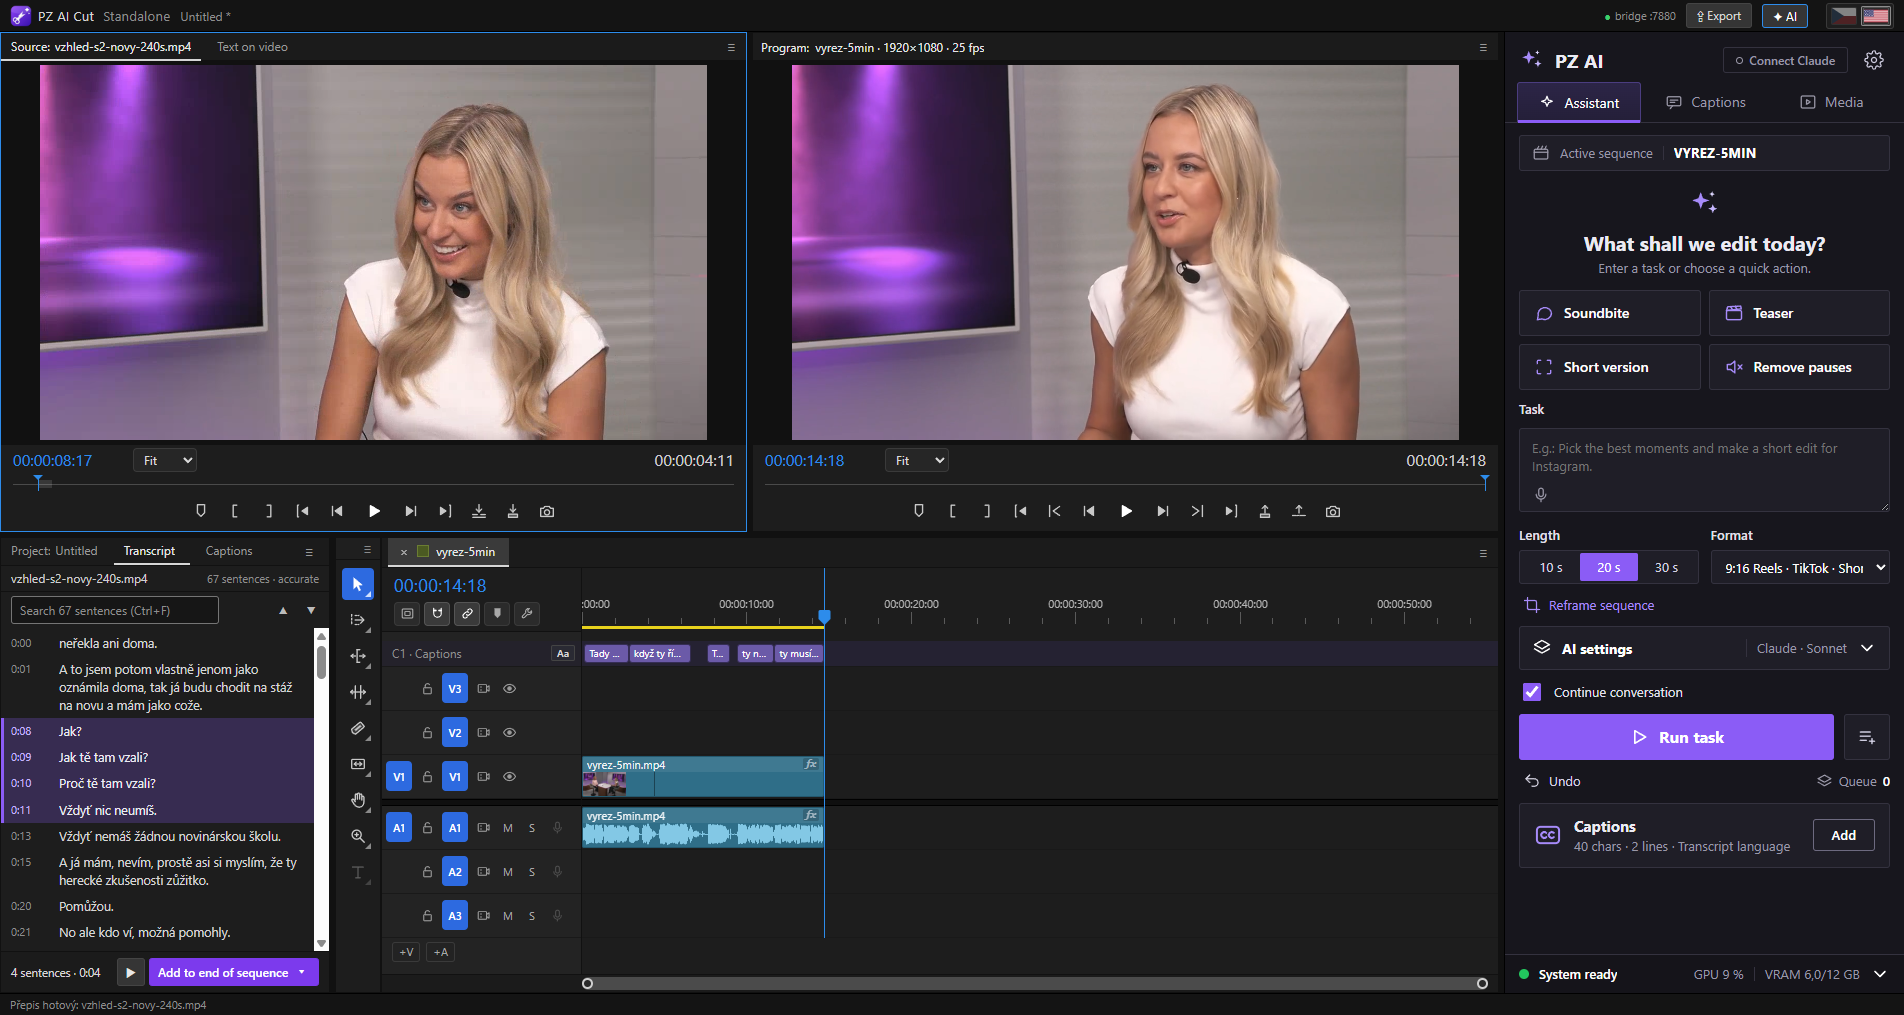 PZ AI Cut Standalone Untitled *
bridge :7880 Export AI
Source: vzhled-s2-novy-240s.mp4 Text on video
Program: vyrez-5min · 1920×1080 · 25 fps
00:00:08:17 Fit 00:00:04:11
00:00:14:18 Fit 00:00:14:18
Project: Untitled Transcript Captions
vzhled-s2-novy-240s.mp4 67 sentences · accurate
Search 67 sentences (Ctrl+F)
0:00 neřekla ani doma.
0:01 A to jsem potom vlastně jenom jako
oznámila doma, tak já budu chodit na stáž
na novu a mám jako cože.
0:08 Jak?
0:09 Jak tě tam vzali?
0:10 Proč tě tam vzali?
0:11 Vždyť nic neumíš.
0:13 Vždyť nemáš žádnou novinárskou školu.
0:15 A já mám, nevím, prostě asi si myslím, že ty
herecké zkušenosti zůžitko.
0:20 Pomůžou.
0:21 No ale kdo ví, možná pomohly.
4 sentences · 0:04 Add to end of sequence
Přepis hotový: vzhled-s2-novy-240s.mp4
vyrez-5min
00:00:14:18
:00:00 00:00:10:00 00:00:20:00 00:00:30:00 00:00:40:00 00:00:50:00
C1 · Captions Aa Tady ... když ty ří... T... ty n... ty musí...
V3
V2
V1 V1 vyrez-5min.mp4 fx
A1 A1 M S vyrez-5min.mp4 fx
A2 M S
A3 M S
+V +A
PZ AI Connect Claude
Assistant Captions Media
Active sequence VYREZ-5MIN
What shall we edit today?
Enter a task or choose a quick action.
Soundbite Teaser
Short version Remove pauses
Task
E.g.: Pick the best moments and make a short edit for
Instagram.
Length Format
10 s 20 s 30 s 9:16 Reels · TikTok · Shor
Reframe sequence
AI settings Claude · Sonnet
Continue conversation
Run task
Undo Queue 0
CC Captions
40 chars · 2 lines · Transcript language
Add
System ready GPU 9 % VRAM 6,0/12 GB